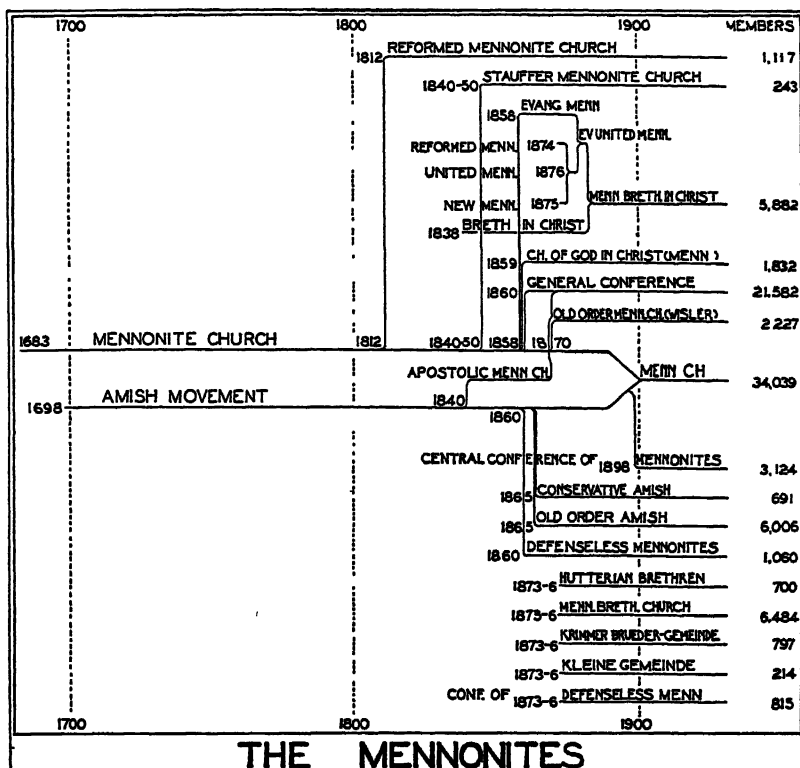 1700 1800 1900 MEMBERS
1812 REFORMED MENNONITE CHURCH 1,117
1840-50 STAUFFER MENNONITE CHURCH 243
1858 EVANG MENN
EV UNITED MENN.
REFORMED MENN. 1874
UNITED MENN. 1876
MENN BRETH. IN CHRIST 5,882
NEW MENN. 1875
1838 BRETH IN CHRIST
1859 CH. OF GOD IN CHRIST (MENN.) 1,832
1860 GENERAL CONFERENCE 21,582
OLD ORDER MENN. CH. (WISLER) 2 227
1683 MENNONITE CHURCH 1812 1840-50 1858 18 70
APOSTOLIC MENN CH. MENN CH 34,039
1698 AMISH MOVEMENT 1840 1860
CENTRAL CONFERENCE OF 1898 MENNONITES 3,124
1865 CONSERVATIVE AMISH 691
1865 OLD ORDER AMISH 6,006
1860 DEFENSELESS MENNONITES 1,060
1873-6 HUTTERIAN BRETHREN 700
1873-6 MENN. BRETH. CHURCH 6,484
1873-6 KRIMMER BRUEDER-GEMEINDE 797
1873-6 KLEINE GEMEINDE 214
CONF. OF 1873-6 DEFENSELESS MENN 815
1700 1800 1900
THE MENNONITES